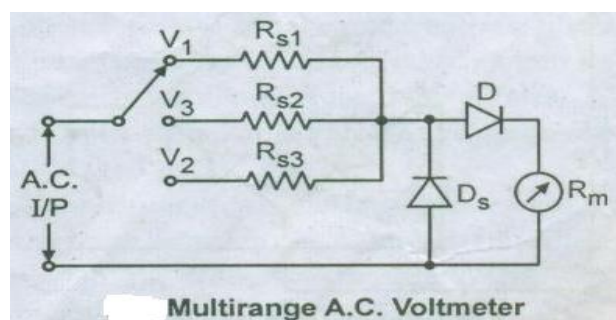 V1
Rs1
V3
Rs2
D
V2
Rs3
A.C.
I/P
Ds
Rm
Multirange A.C. Voltmeter